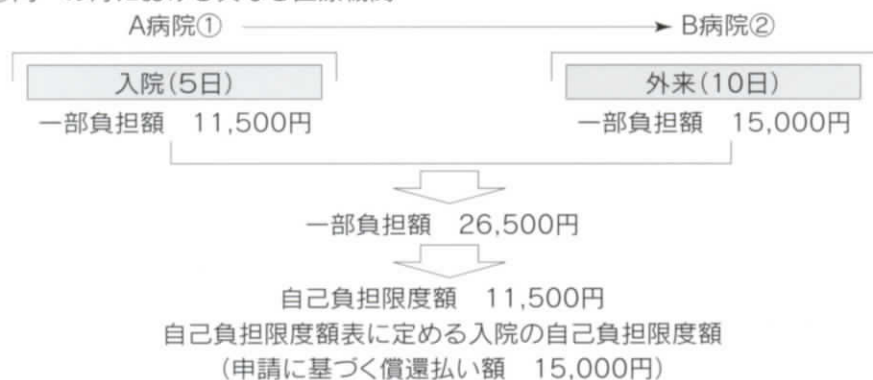 A病院① B病院②
入院(5日) 外来(10日)
一部負担額 11,500円 一部負担額 15,000円
一部負担額 26,500円
自己負担限度額 11,500円
自己負担限度額表に定める入院の自己負担限度額
(申請に基づく償還払い額 15,000円)